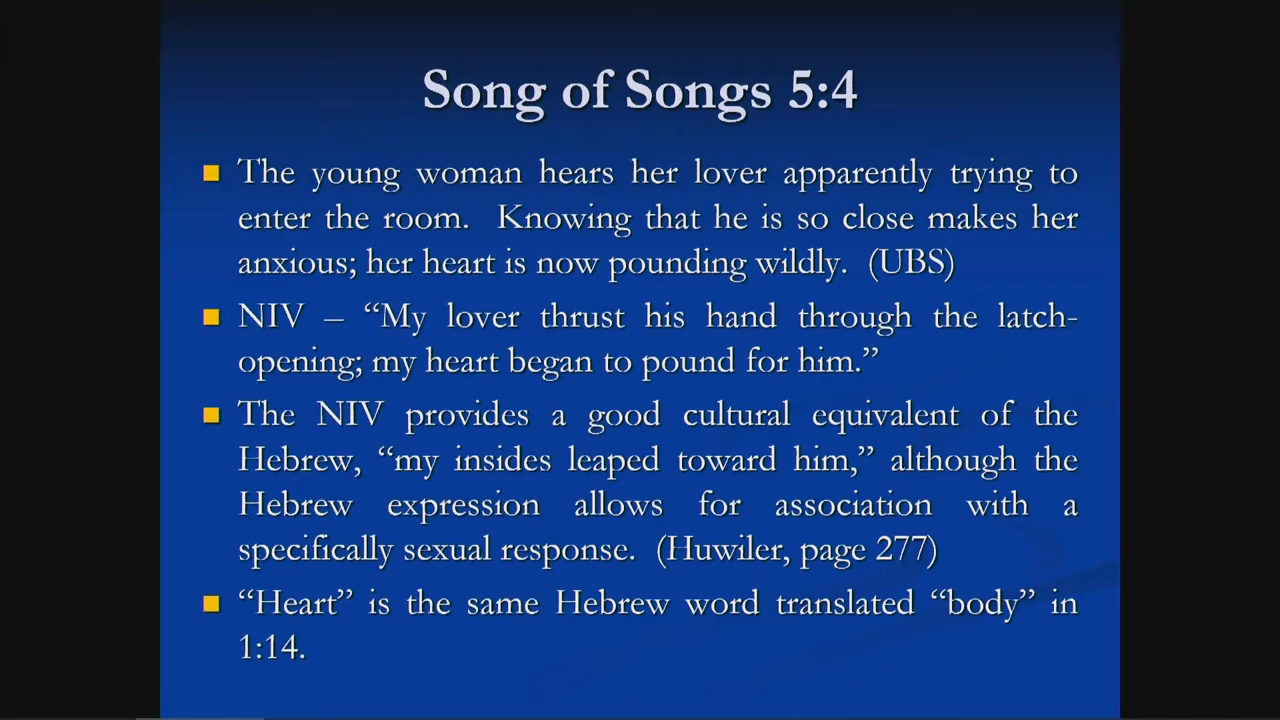 Song of Songs 5:4
The young woman hears her lover apparently trying to
enter the room.  Knowing that he is so close makes her
anxious; her heart is now pounding wildly.  (UBS)
NIV – “My lover thrust his hand through the latch-
opening; my heart began to pound for him.”
The NIV provides a good cultural equivalent of the
Hebrew, “my insides leaped toward him,” although the
Hebrew expression allows for association with a
specifically sexual response.  (Huwiler, page 277)
“Heart” is the same Hebrew word translated “body” in
1:14.